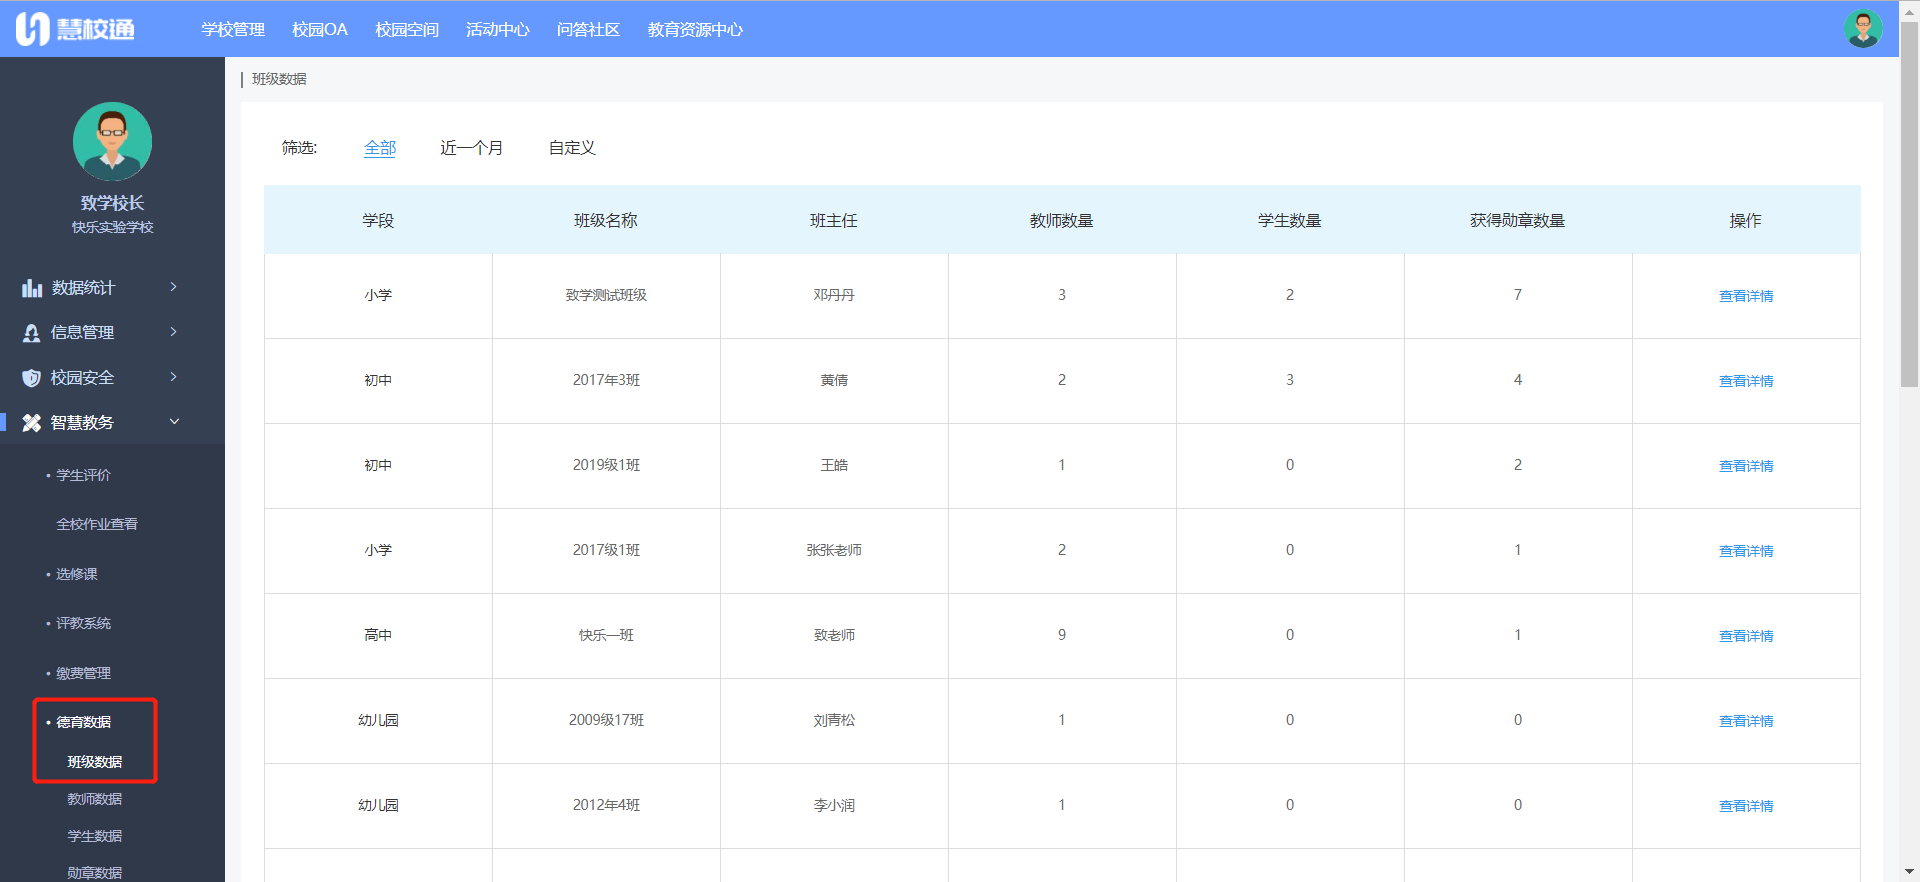 慧校通 学校管理 校园OA 校园空间 活动中心 问答社区 教育资源中心
致学校长
快乐实验学校
数据统计
信息管理
校园安全
智慧教务
• 学生评价
全校作业查看
• 选修课
• 评教系统
• 缴费管理
• 德育数据
班级数据
教师数据
学生数据
勋章数据
班级数据
筛选: 全部 近一个月 自定义
学段 班级名称 班主任 教师数量 学生数量 获得勋章数量 操作
小学 致学测试班级 邓丹丹 3 2 7 查看详情
初中 2017年3班 黄倩 2 3 4 查看详情
初中 2019级1班 王皓 1 0 2 查看详情
小学 2017级1班 张张老师 2 0 1 查看详情
高中 快乐一班 致老师 9 0 1 查看详情
幼儿园 2009级17班 刘青松 1 0 0 查看详情
幼儿园 2012年4班 李小润 1 0 0 查看详情